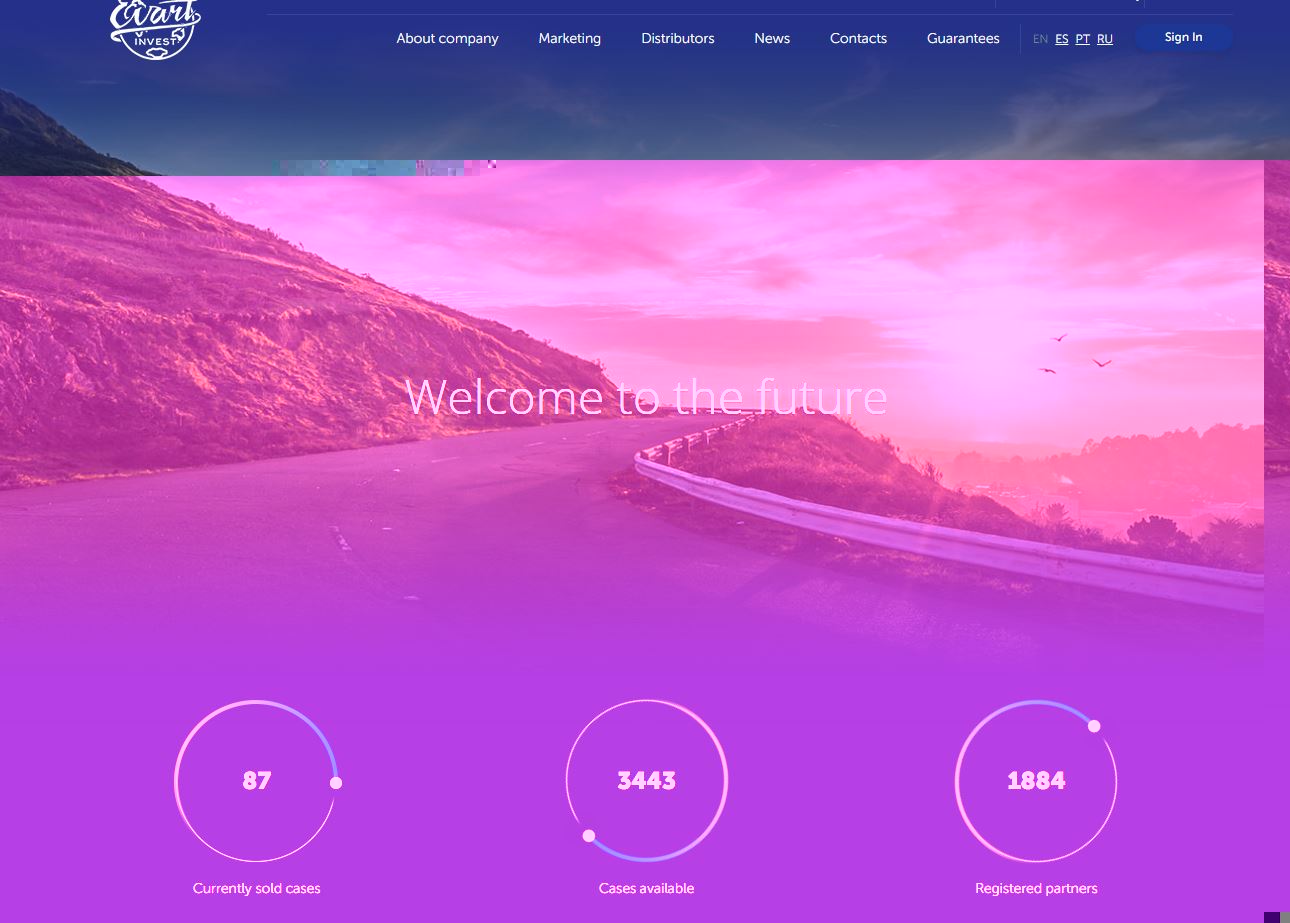 Evart
INVEST
About company Marketing Distributors News Contacts Guarantees EN ES PT RU Sign In
Welcome to the future
87 3443 1884
Currently sold cases Cases available Registered partners